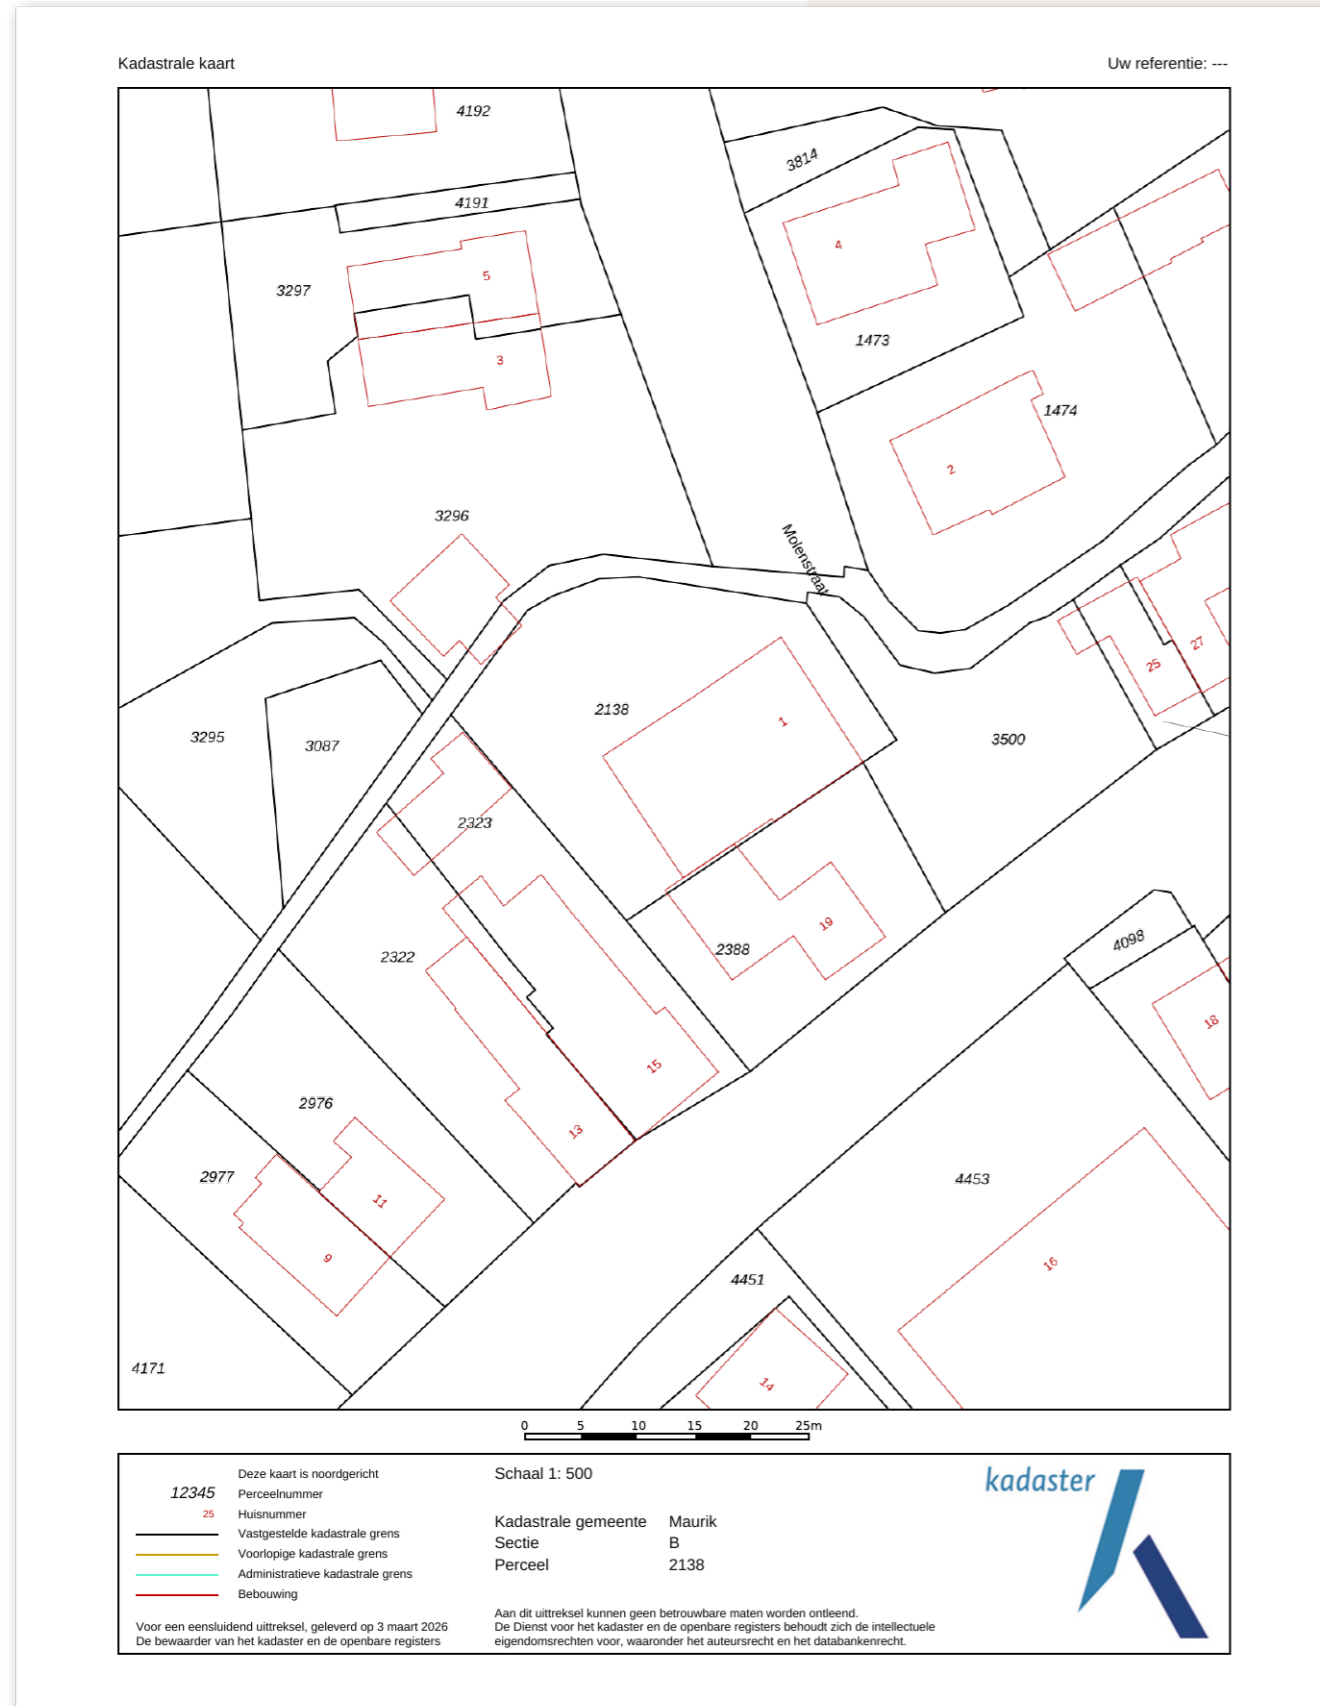 Kadastrale kaart
Uw referentie: ---
4192
3814
4191
4
5
3297
1473
3
1474
2
3296
Molenstraat
27
25
2138
1
3295
3087
3500
2323
19
2388
4098
2322
18
15
2976
13
2977
4453
11
9
16
4451
4171
14
0 5 10 15 20 25m
Deze kaart is noordgericht
12345 Perceelnummer
25 Huisnummer
Vastgestelde kadastrale grens
Voorlopige kadastrale grens
Administratieve kadastrale grens
Bebouwing
Voor een eensluidend uittreksel, geleverd op 3 maart 2026
De bewaarder van het kadaster en de openbare registers
Schaal 1: 500
Kadastrale gemeente Maurik
Sectie B
Perceel 2138
Aan dit uittreksel kunnen geen betrouwbare maten worden ontleend.
De Dienst voor het kadaster en de openbare registers behoudt zich de intellectuele
eigendomsrechten voor, waaronder het auteursrecht en het databankenrecht.
kadaster